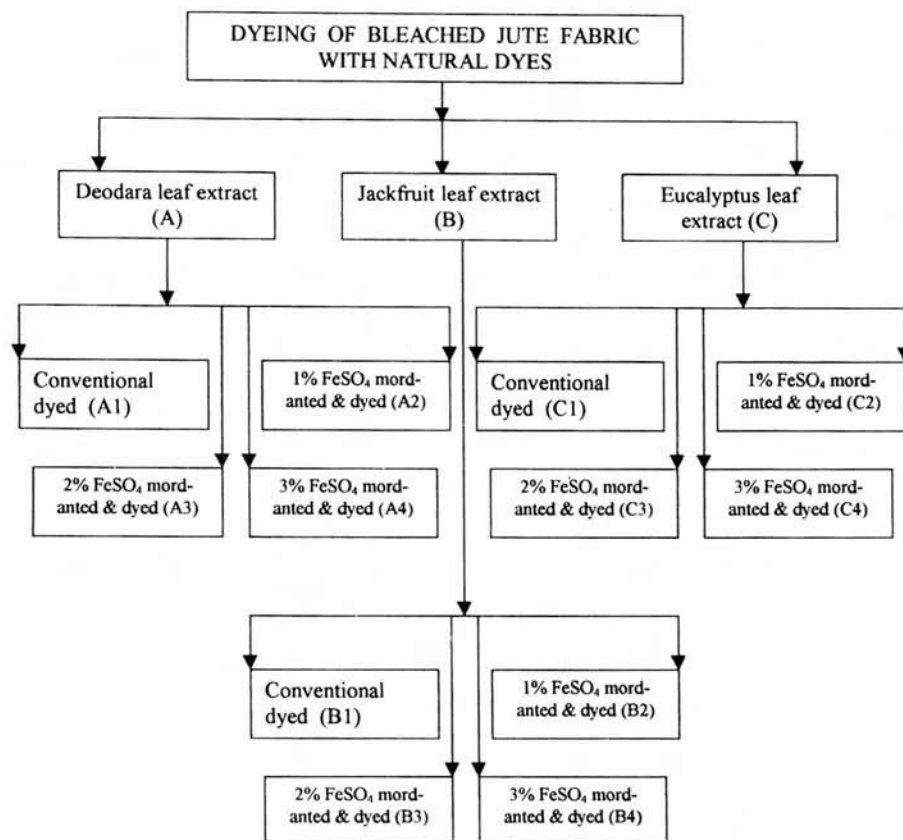 DYEING OF BLEACHED JUTE FABRIC
WITH NATURAL DYES
Deodara leaf extract
(A)
Jackfruit leaf extract
(B)
Eucalyptus leaf
extract (C)
Conventional
dyed (A1)
1% FeSO₄ mord-
anted & dyed (A2)
Conventional
dyed (C1)
1% FeSO₄ mord-
anted & dyed (C2)
2% FeSO₄ mord-
anted & dyed (A3)
3% FeSO₄ mord-
anted & dyed (A4)
2% FeSO₄ mord-
anted & dyed (C3)
3% FeSO₄ mord-
anted & dyed (C4)
Conventional
dyed (B1)
1% FeSO₄ mord-
anted & dyed (B2)
2% FeSO₄ mord-
anted & dyed (B3)
3% FeSO₄ mord-
anted & dyed (B4)